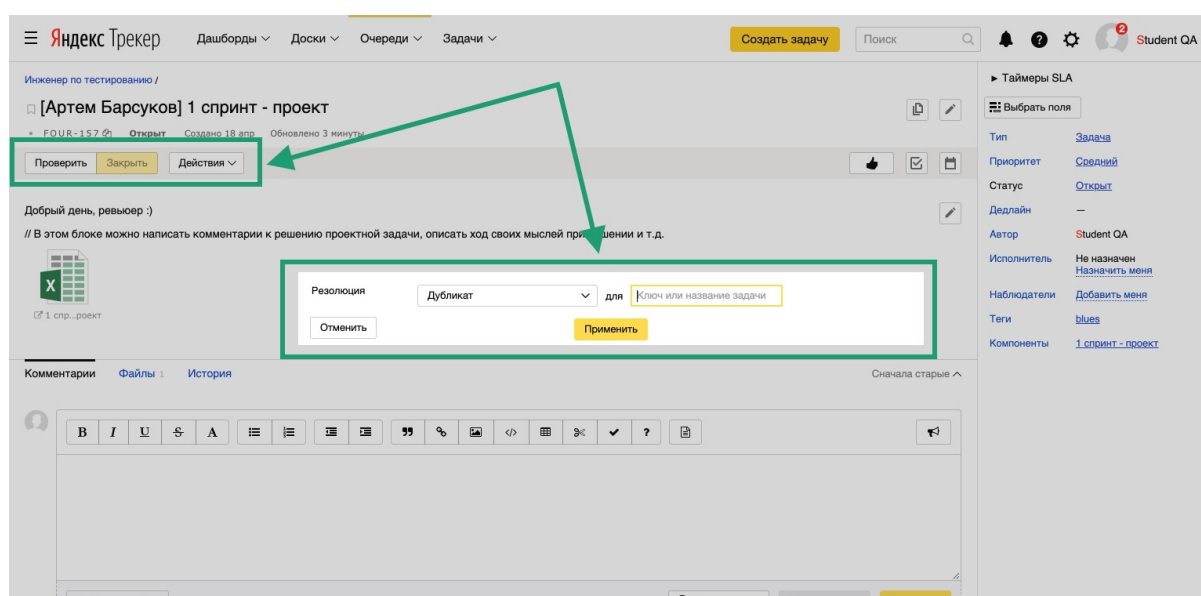 Яндекс Трекер Дашборды Доски Очереди Задачи Создать задачу Поиск 2 Student QA
Инженер по тестированию /
[Артем Барсуков] 1 спринт - проект
FOUR-157 Открыт Создано 18 апр Обновлено 3 минуты
Проверить Закрыть Действия
Добрый день, ревьюер :)
// В этом блоке можно написать комментарии к решению проектной задачи, описать ход своих мыслей при решении и т.д.
X
1 спр...роект
Резолюция Дубликат для Ключ или название задачи
Отменить Применить
Комментарии Файлы 1 История Сначала старые
B I U S A
Таймеры SLA
Выбрать поля
Тип Задача
Приоритет Средний
Статус Открыт
Дедлайн —
Автор Student QA
Исполнитель Не назначен
Назначить меня
Наблюдатели Добавить меня
Теги blues
Компоненты 1 спринт - проект